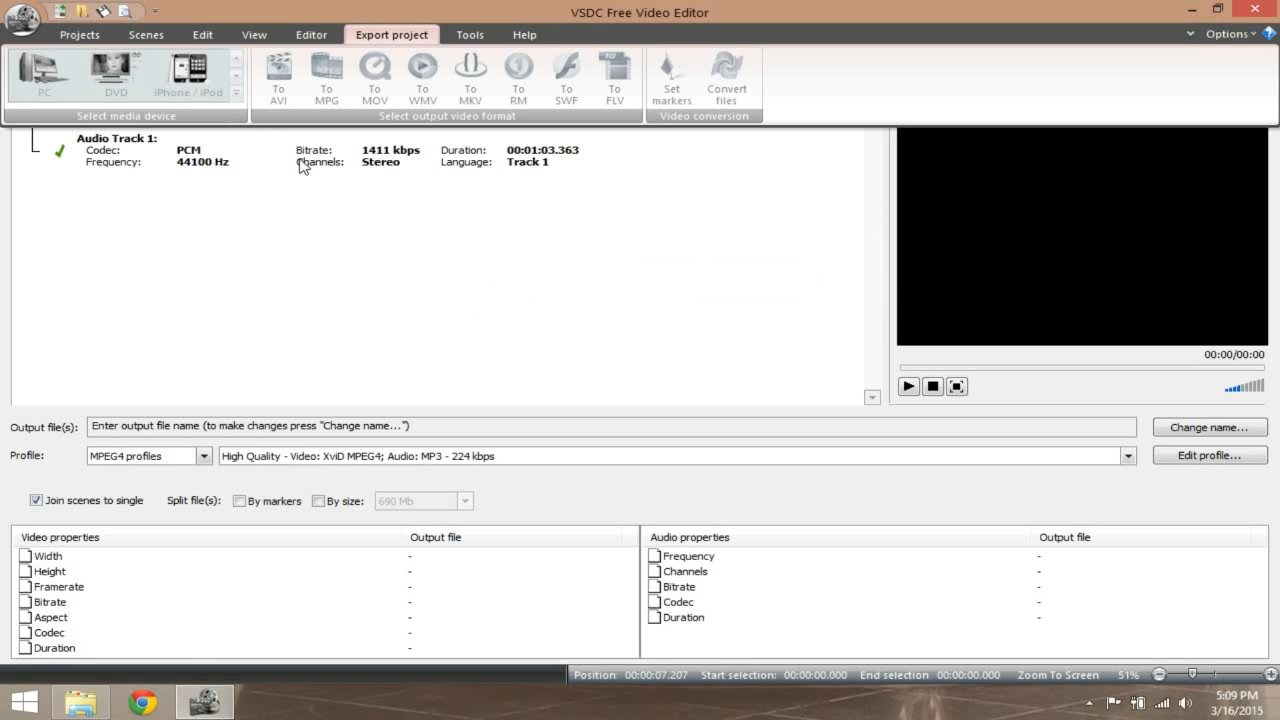 VSDC Free Video Editor
Projects Scenes Edit View Editor Export project Tools Help Options
PC DVD iPhone / iPod
To AVI To MPG To MOV To WMV To MKV To RM To SWF FLV To FLV Set markers Convert files
Select media device Select output video format Video conversion
Audio Track 1:
Codec: PCM Bitrate: 1411 kbps Duration: 00:01:03.363
Frequency: 44100 Hz Channels: Stereo Language: Track 1
00:00/00:00
Output file(s): Enter output file name (to make changes press "Change name...") Change name...
Profile: MPEG4 profiles High Quality - Video: XviD MPEG4; Audio: MP3 - 224 kbps Edit profile...
Join scenes to single Split file(s): By markers By size: 690 Mb
Video properties Output file Audio properties Output file
Width - Frequency -
Height - Channels -
Framerate - Bitrate -
Bitrate - Codec -
Aspect - Duration -
Codec -
Duration -
Position 00:00:07.207 Start selection: 00:00:00.000 End selection 00:00:00.000 Zoom To Screen 51%
5:09 PM
3/16/2015